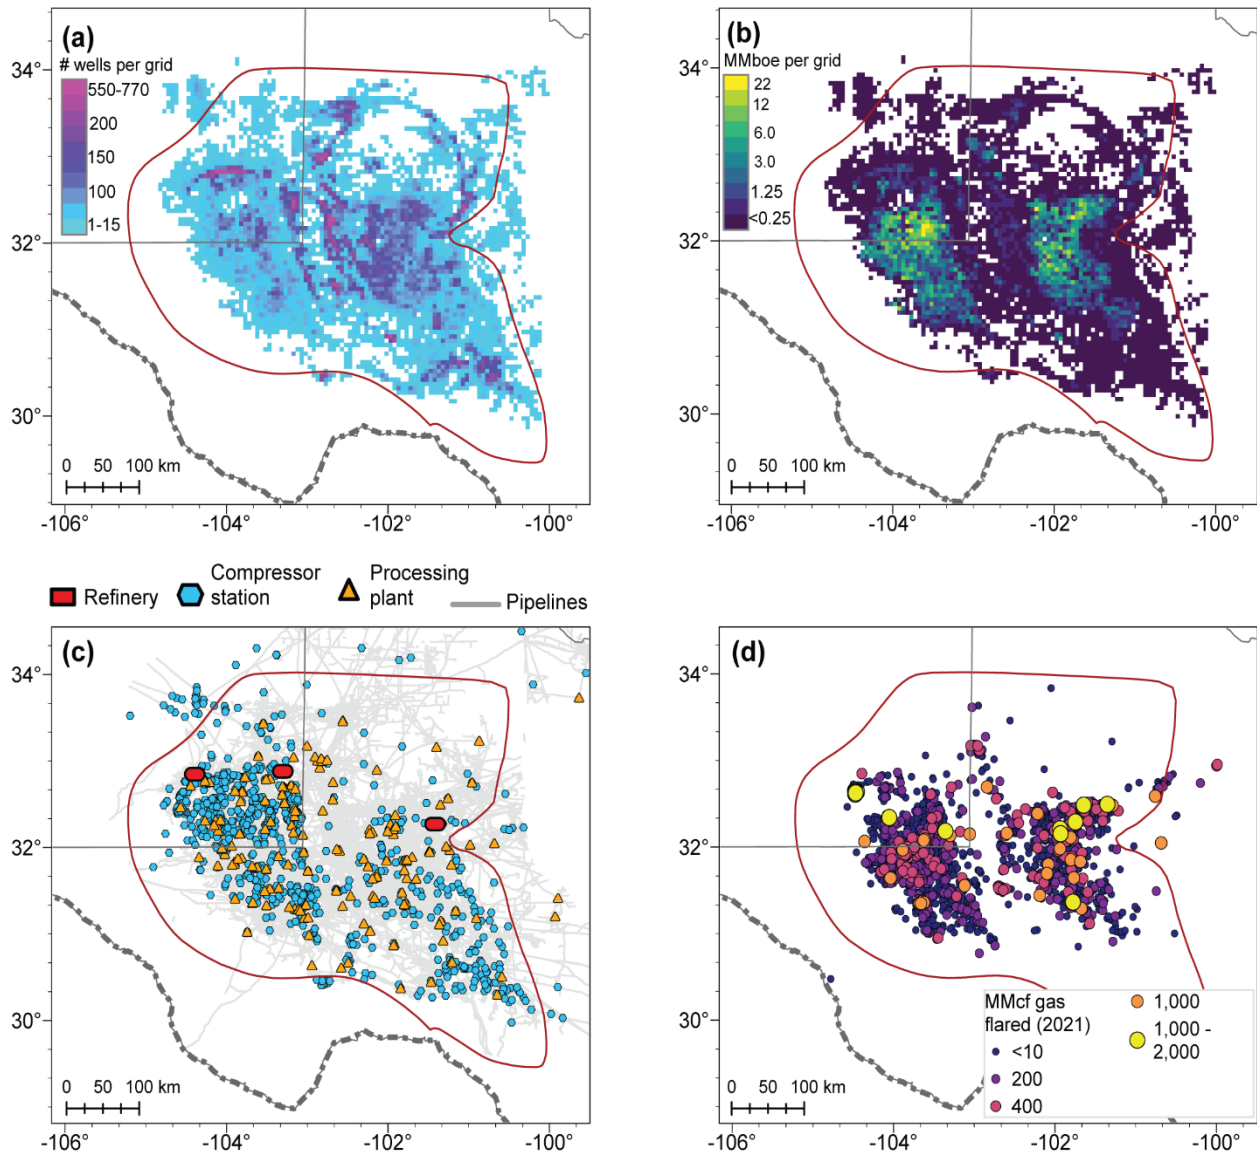 (a)
# wells per grid
550-770
200
150
100
1-15
34°
32°
30°
0 50 100 km
-106° -104° -102° -100°
(b)
MMboe per grid
22
12
6.0
3.0
1.25
<0.25
34°
32°
30°
0 50 100 km
-106° -104° -102° -100°
Refinery
Compressor
station
Processing
plant
Pipelines
(c)
34°
32°
30°
0 50 100 km
-106° -104° -102° -100°
(d)
34°
32°
30°
MMcf gas
flared (2021)
<10
200
400
1,000
1,000 -
2,000
0 50 100 km
-106° -104° -102° -100°